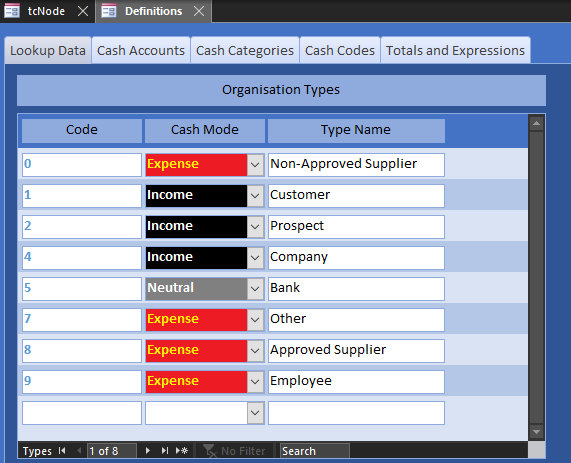 tcNode Definitions
Lookup Data Cash Accounts Cash Categories Cash Codes Totals and Expressions
Organisation Types
Code Cash Mode Type Name
0 Expense Non-Approved Supplier
1 Income Customer
2 Income Prospect
4 Income Company
5 Neutral Bank
7 Expense Other
8 Expense Approved Supplier
9 Expense Employee
Types 1 of 8 No Filter Search